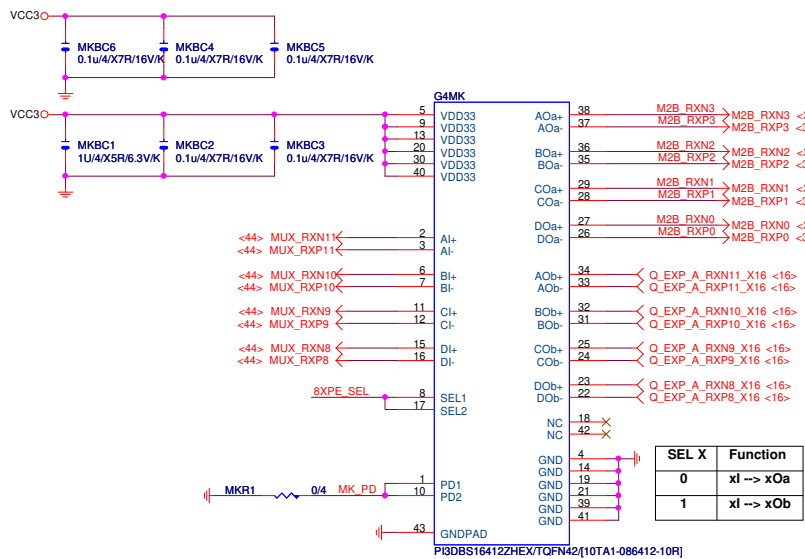 VCC3
MKBC6
0.1u/4/X7R/16V/K
MKBC4
0.1u/4/X7R/16V/K
MKBC5
0.1u/4/X7R/16V/K
VCC3
MKBC1
1U/4/X5R/6.3V/K
MKBC2
0.1u/4/X7R/16V/K
MKBC3
0.1u/4/X7R/16V/K
G4MK
5 VDD33
9 VDD33
13 VDD33
20 VDD33
30 VDD33
40 VDD33
<44> MUX_RXN11 2 AI+
<44> MUX_RXP11 3 AI-
<44> MUX_RXN10 6 BI+
<44> MUX_RXP10 7 BI-
<44> MUX_RXN9 11 CI+
<44> MUX_RXP9 12 CI-
<44> MUX_RXN8 15 DI+
<44> MUX_RXP8 16 DI-
8XPE_SEL 8 SEL1
17 SEL2
MKR1 0/4 MK_PD 1 PD1
10 PD2
43 GNDPAD
AOa+ 38 M2B_RXN3 M2B_RXN3
AOa- 37 M2B_RXP3 M2B_RXP3
BOa+ 36 M2B_RXN2 M2B_RXN2
BOa- 35 M2B_RXP2 M2B_RXP2
COa+ 29 M2B_RXN1 M2B_RXN1
COa- 28 M2B_RXP1 M2B_RXP1
DOa+ 27 M2B_RXN0 M2B_RXN0
DOa- 26 M2B_RXP0 M2B_RXP0
AOb+ 34 Q_EXP_A_RXN11_X16 <16>
AOb- 33 Q_EXP_A_RXP11_X16 <16>
BOb+ 32 Q_EXP_A_RXN10_X16 <16>
BOb- 31 Q_EXP_A_RXP10_X16 <16>
COb+ 25 Q_EXP_A_RXN9_X16 <16>
COb- 24 Q_EXP_A_RXP9_X16 <16>
DOb+ 23 Q_EXP_A_RXN8_X16 <16>
DOb- 22 Q_EXP_A_RXP8_X16 <16>
NC 18
NC 42
GND 4
GND 14
GND 19
GND 21
GND 39
GND 41
PI3DBS16412ZHEX/TQFN42/[10TA1-086412-10R]
SEL X Function
0 xI --> xOa
1 xI --> xOb